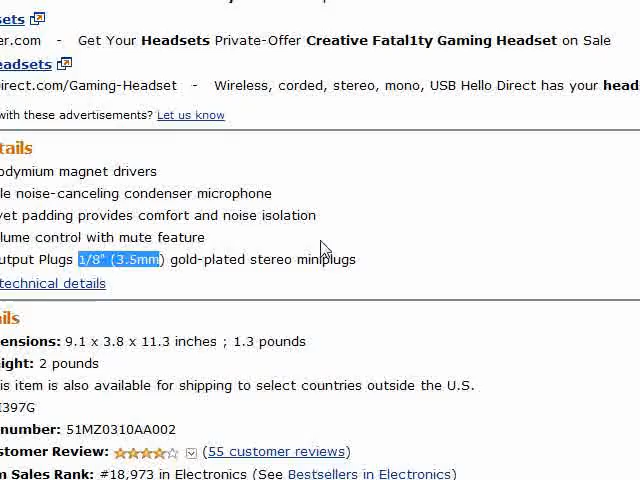 sets
er.com - Get Your Headsets Private-Offer Creative Fatal1ty Gaming Headset on Sale
eadsets
irect.com/Gaming-Headset - Wireless, corded, stereo, mono, USB Hello Direct has your head
with these advertisements? Let us know
tails
odymium magnet drivers
le noise-canceling condenser microphone
vet padding provides comfort and noise isolation
lume control with mute feature
utput Plugs 1/8" (3.5mm) gold-plated stereo miniplugs
technical details
ils
ensions: 9.1 x 3.8 x 11.3 inches ; 1.3 pounds
eight: 2 pounds
is item is also available for shipping to select countries outside the U.S.
I397G
number: 51MZ0310AA002
stomer Review: (55 customer reviews)
n Sales Rank: #18,973 in Electronics (See Bestsellers in Electronics)